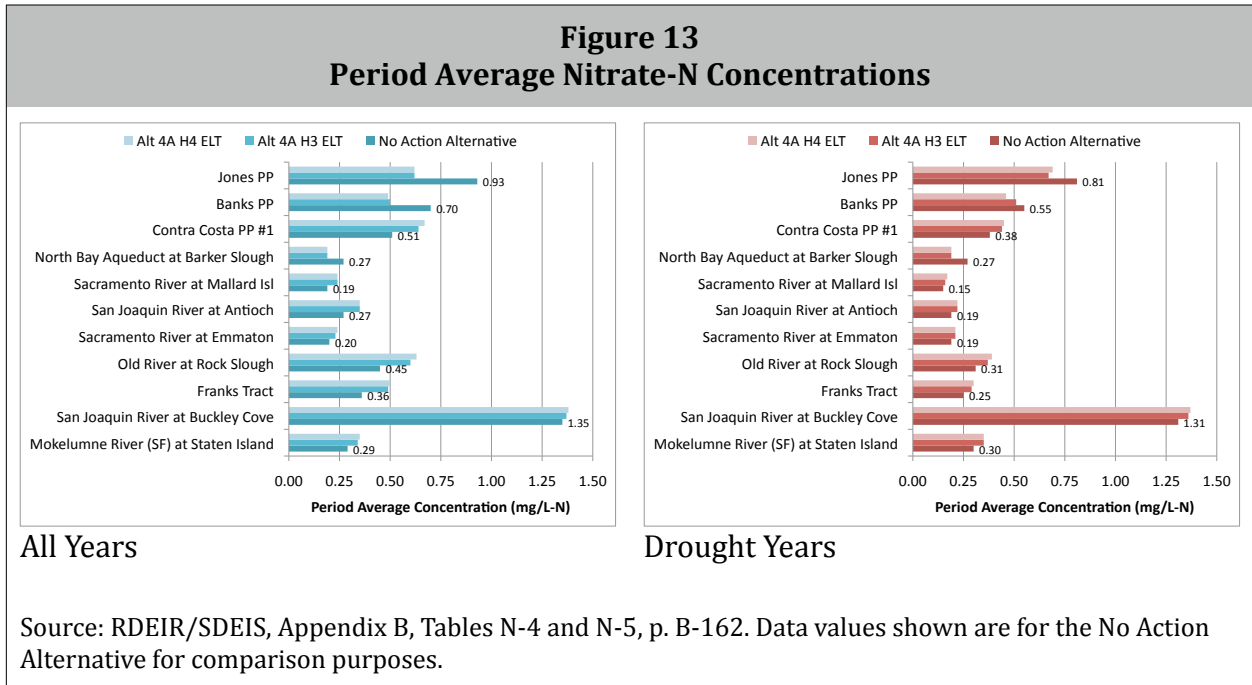 Figure 13
Period Average Nitrate-N Concentrations
Alt 4A H4 ELT Alt 4A H3 ELT No Action Alternative
Jones PP 0.93
Banks PP 0.70
Contra Costa PP #1 0.51
North Bay Aqueduct at Barker Slough 0.27
Sacramento River at Mallard Isl 0.19
San Joaquin River at Antioch 0.27
Sacramento River at Emmaton 0.20
Old River at Rock Slough 0.45
Franks Tract 0.36
San Joaquin River at Buckley Cove 1.35
Mokelumne River (SF) at Staten Island 0.29
0.00 0.25 0.50 0.75 1.00 1.25 1.50
Period Average Concentration (mg/L-N)
All Years
Alt 4A H4 ELT Alt 4A H3 ELT No Action Alternative
Jones PP 0.81
Banks PP 0.55
Contra Costa PP #1 0.38
North Bay Aqueduct at Barker Slough 0.27
Sacramento River at Mallard Isl 0.15
San Joaquin River at Antioch 0.19
Sacramento River at Emmaton 0.19
Old River at Rock Slough 0.31
Franks Tract 0.25
San Joaquin River at Buckley Cove 1.31
Mokelumne River (SF) at Staten Island 0.30
0.00 0.25 0.50 0.75 1.00 1.25 1.50
Period Average Concentration (mg/L-N)
Drought Years
Source: RDEIR/SDEIS, Appendix B, Tables N-4 and N-5, p. B-162. Data values shown are for the No Action
Alternative for comparison purposes.